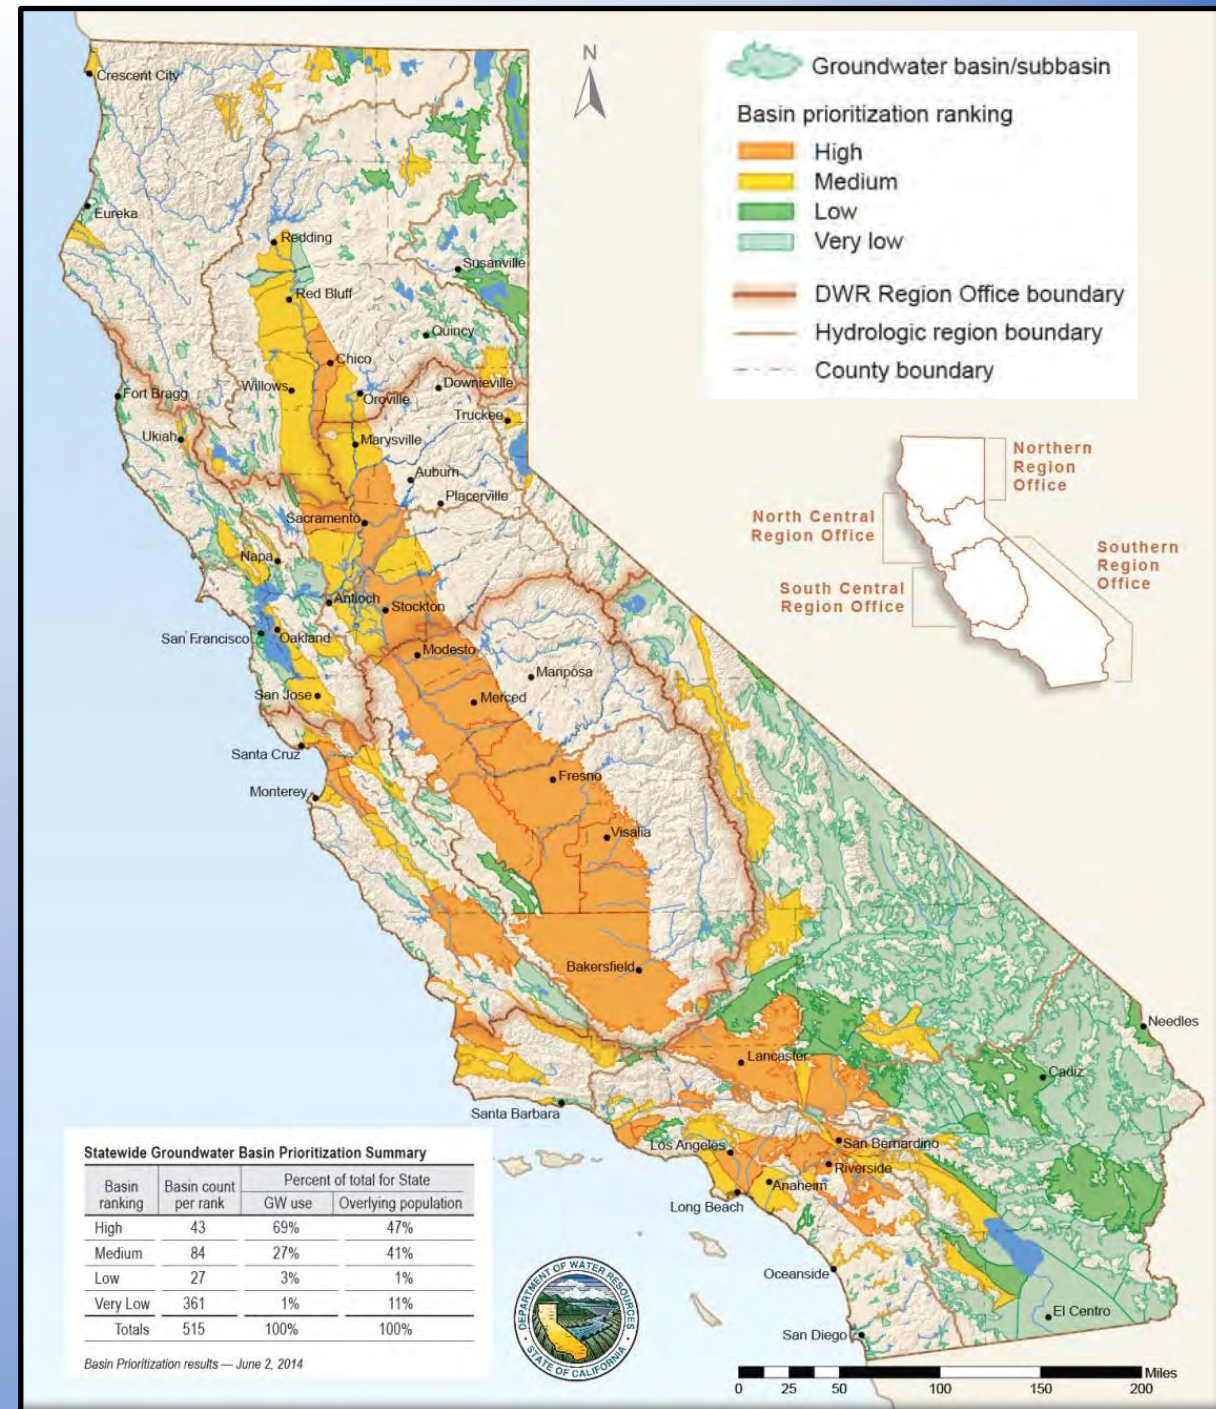 N
Groundwater basin/subbasin
Basin prioritization ranking
High
Medium
Low
Very low
DWR Region Office boundary
Hydrologic region boundary
County boundary
Northern
Region
Office
North Central
Region Office
South Central
Region Office
Southern
Region
Office
Crescent City
Eureka
Redding
Susanville
Red Bluff
Quincy
Chico
Willows
Oroville
Downieville
Fort Bragg
Truckee
Ukiah
Marysville
Auburn
Placerville
Sacramento
Napa
Antioch
Stockton
San Francisco
Oakland
Modesto
Mariposa
San Jose
Merced
Santa Cruz
Fresno
Monterey
Visalia
Bakersfield
Needles
Lancaster
Cadiz
Santa Barbara
Los Angeles
San Bernardino
Riverside
Anaheim
Long Beach
Oceanside
El Centro
San Diego
Statewide Groundwater Basin Prioritization Summary
Basin ranking Basin count per rank Percent of total for State
GW use Overlying population
High 43 69% 47%
Medium 84 27% 41%
Low 27 3% 1%
Very Low 361 1% 11%
Totals 515 100% 100%
Basin Prioritization results — June 2, 2014
DEPARTMENT OF WATER RESOURCES
STATE OF CALIFORNIA
Miles
0 25 50 100 150 200